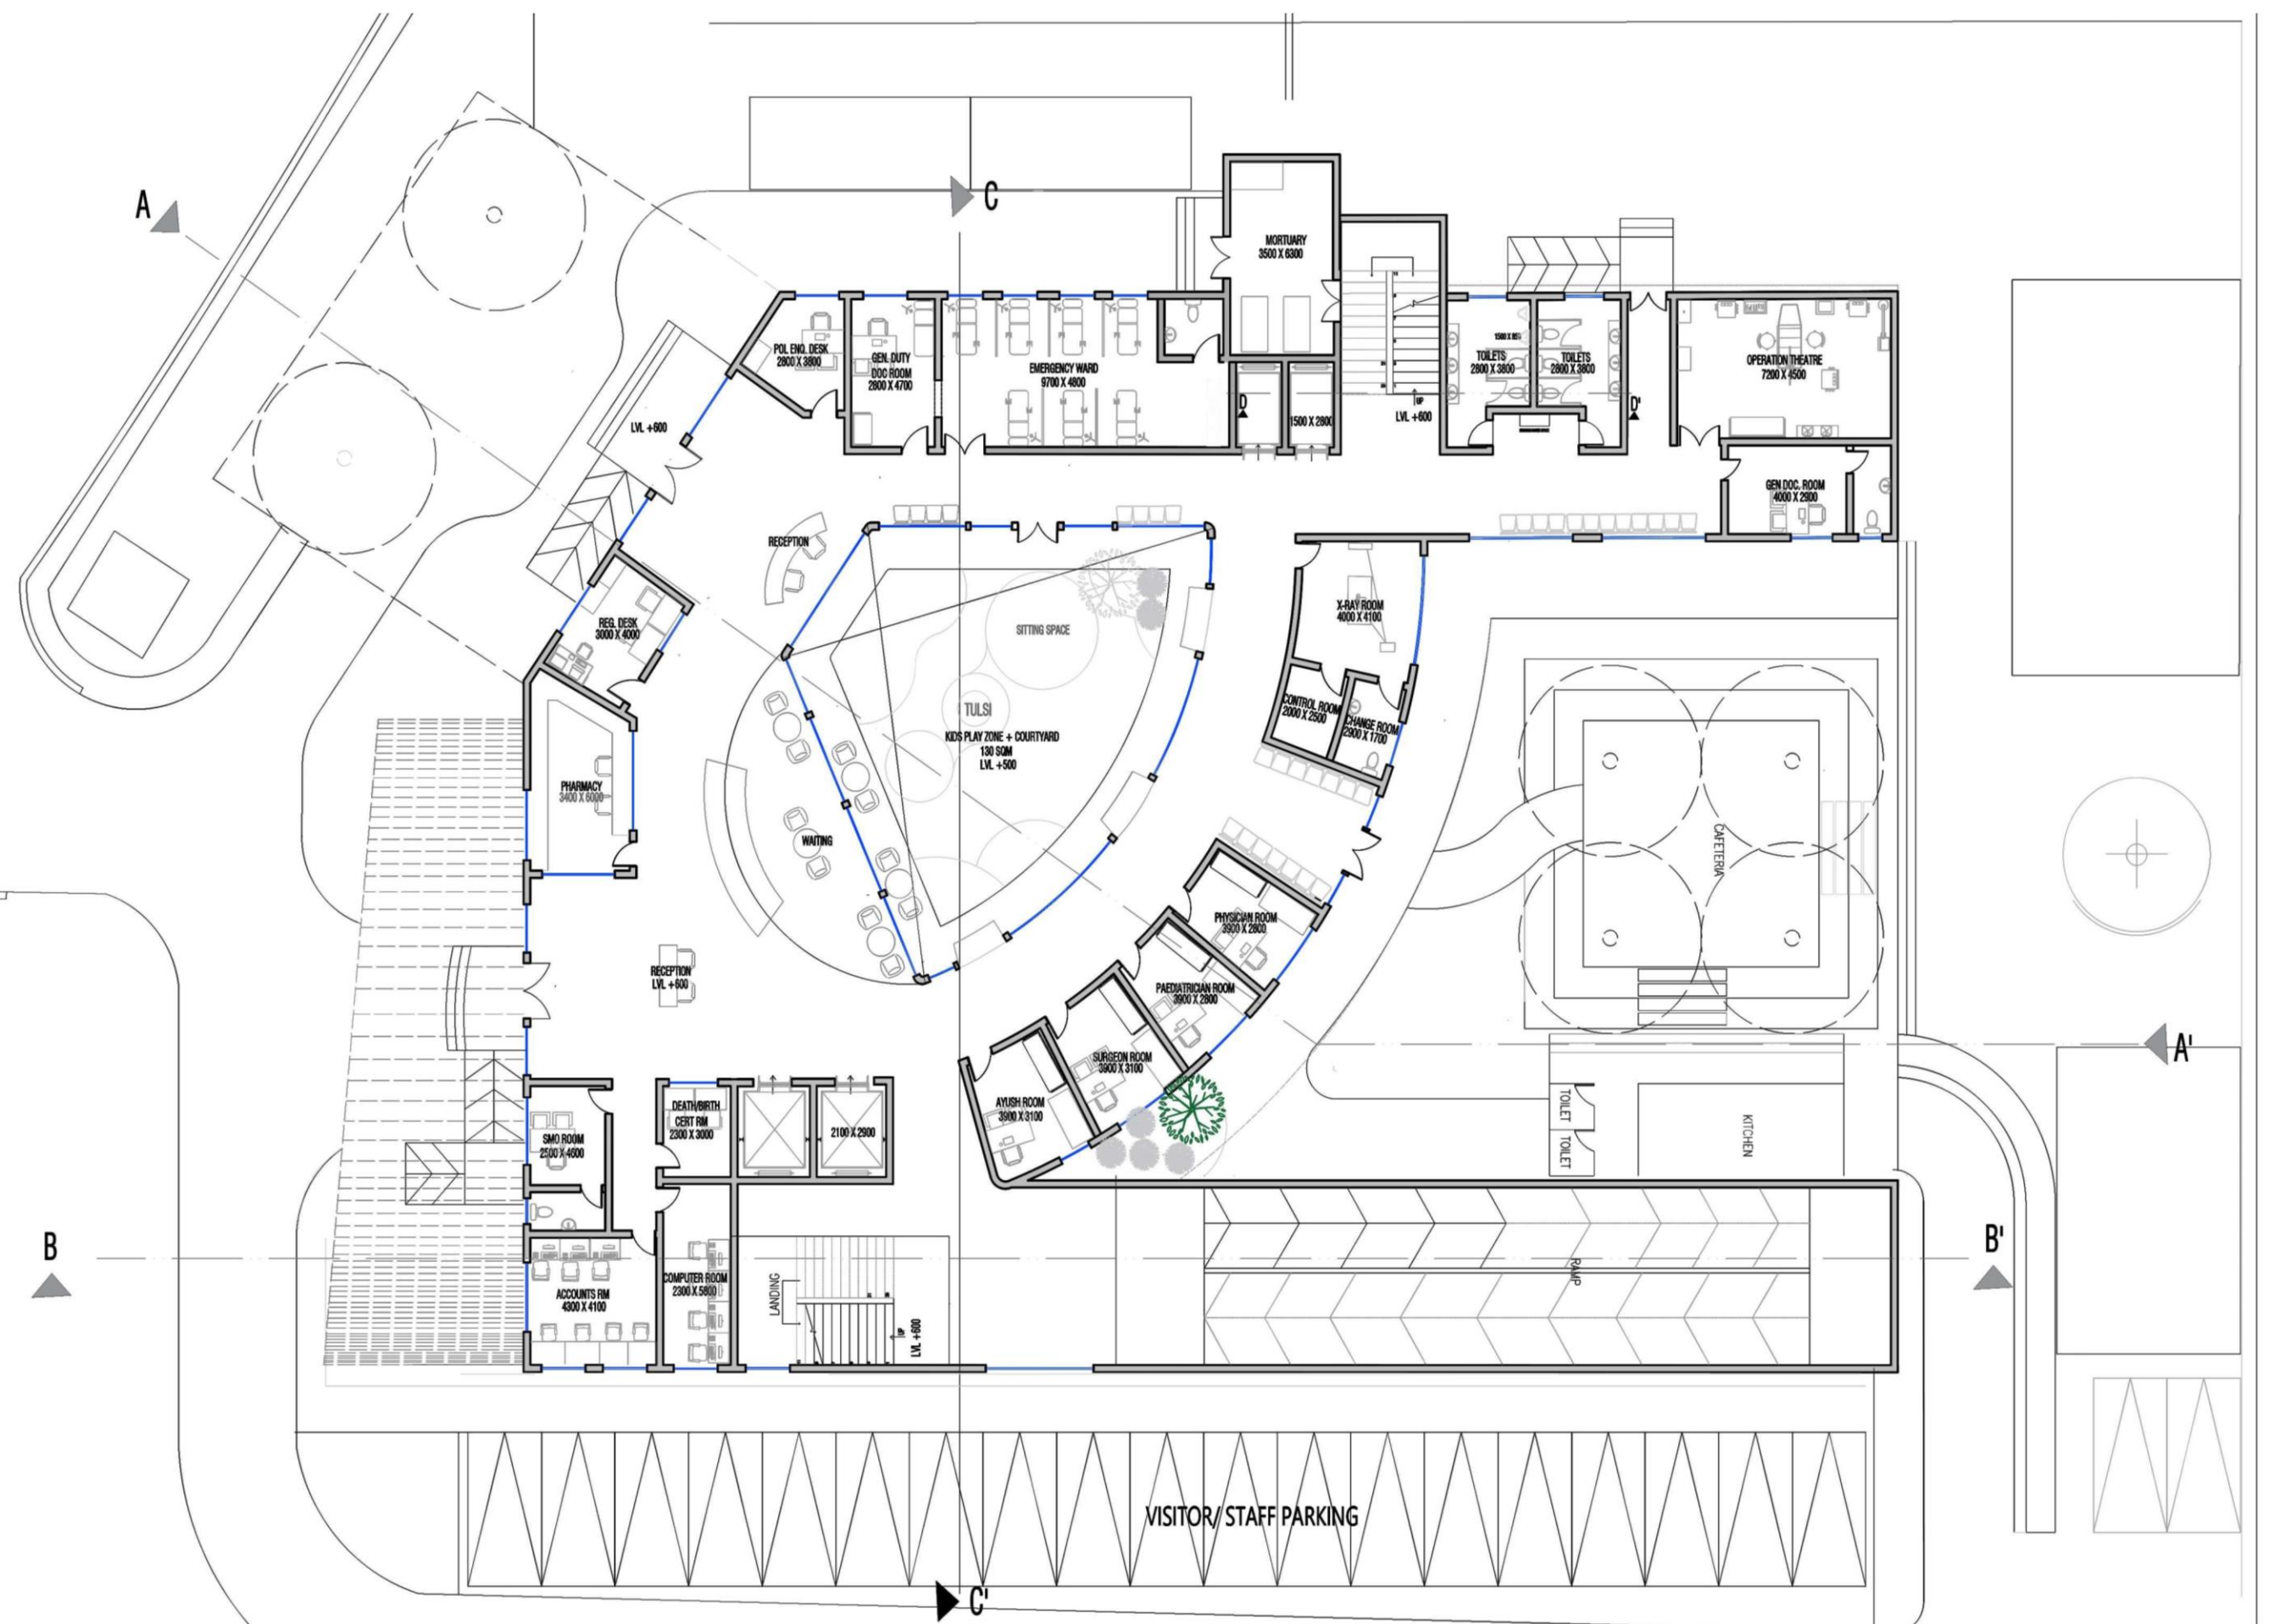 A
C
MORTUARY
3500 X 6300
POL ENQ. DESK
2800 X 3800
GEN. DUTY
DOC ROOM
2800 X 4700
EMERGENCY WARD
9700 X 4800
TOILETS
2800 X 3800
TOILETS
2800 X 3800
OPERATION THEATRE
7200 X 4500
D
1500 X 2800
UP
LVL +600
D'
LVL +600
GEN DOC. ROOM
4000 X 2900
RECEPTION
REG. DESK
3000 X 4000
SITTING SPACE
X-RAY ROOM
4000 X 4100
TULSI
CONTROL ROOM
2000 X 2500
CHANGE ROOM
2900 X 1700
KIDS PLAY ZONE + COURTYARD
130 SQM
LVL +500
PHARMACY
3400 X 6000
WAITING
CAFETERIA
PHYSICIAN ROOM
3900 X 2800
RECEPTION
LVL +600
PAEDIATRICIAN ROOM
3900 X 2800
SURGEON ROOM
3900 X 3100
A'
AYUSH ROOM
3900 X 3100
DEATH/BIRTH
CERT RM
2300 X 3000
2100 X 2900
SMO ROOM
2500 X 4600
TOILET
TOILET
KITCHEN
B
B'
COMPUTER ROOM
2300 X 5800
ACCOUNTS RM
4300 X 4100
LANDING
UP
LVL +600
RAMP
VISITOR/ STAFF PARKING
C'